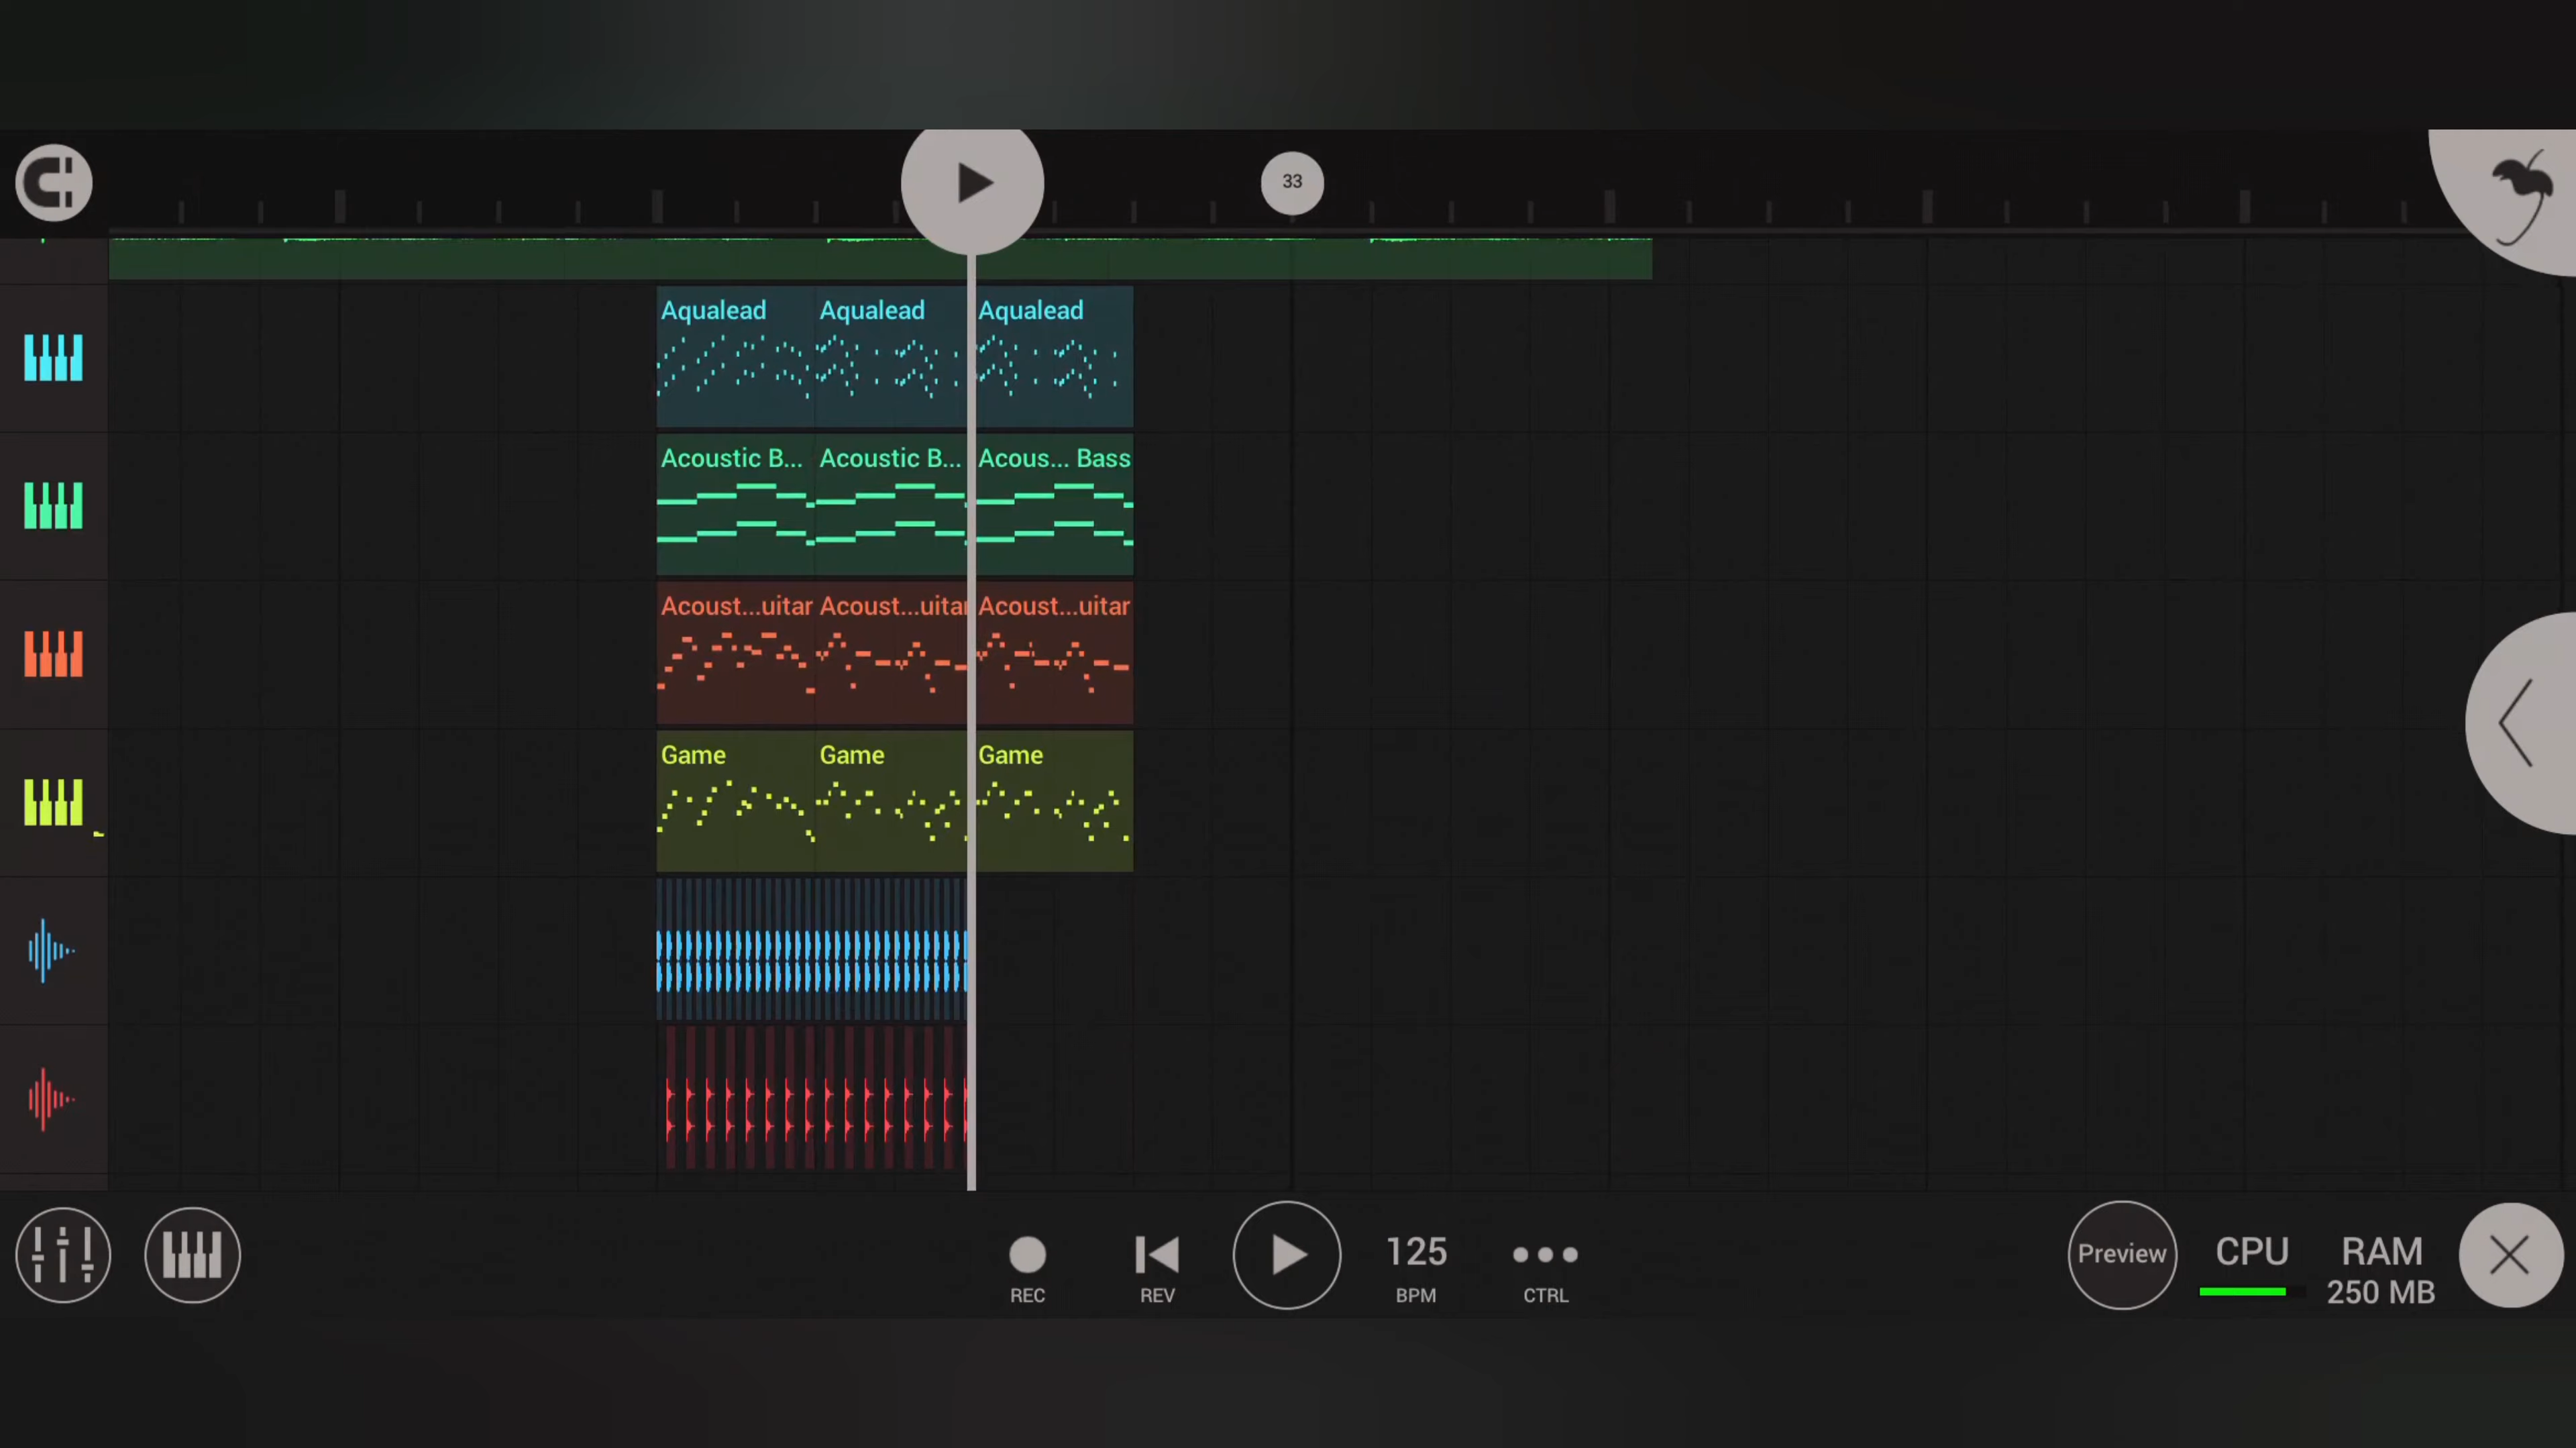 33
Aqualead Aqualead Aqualead
Acoustic B... Acoustic B... Acous... Bass
Acoust...uitar Acoust...uitar Acoust...uitar
Game Game Game
REC
REV
125
BPM
CTRL
Preview
CPU
RAM
250 MB